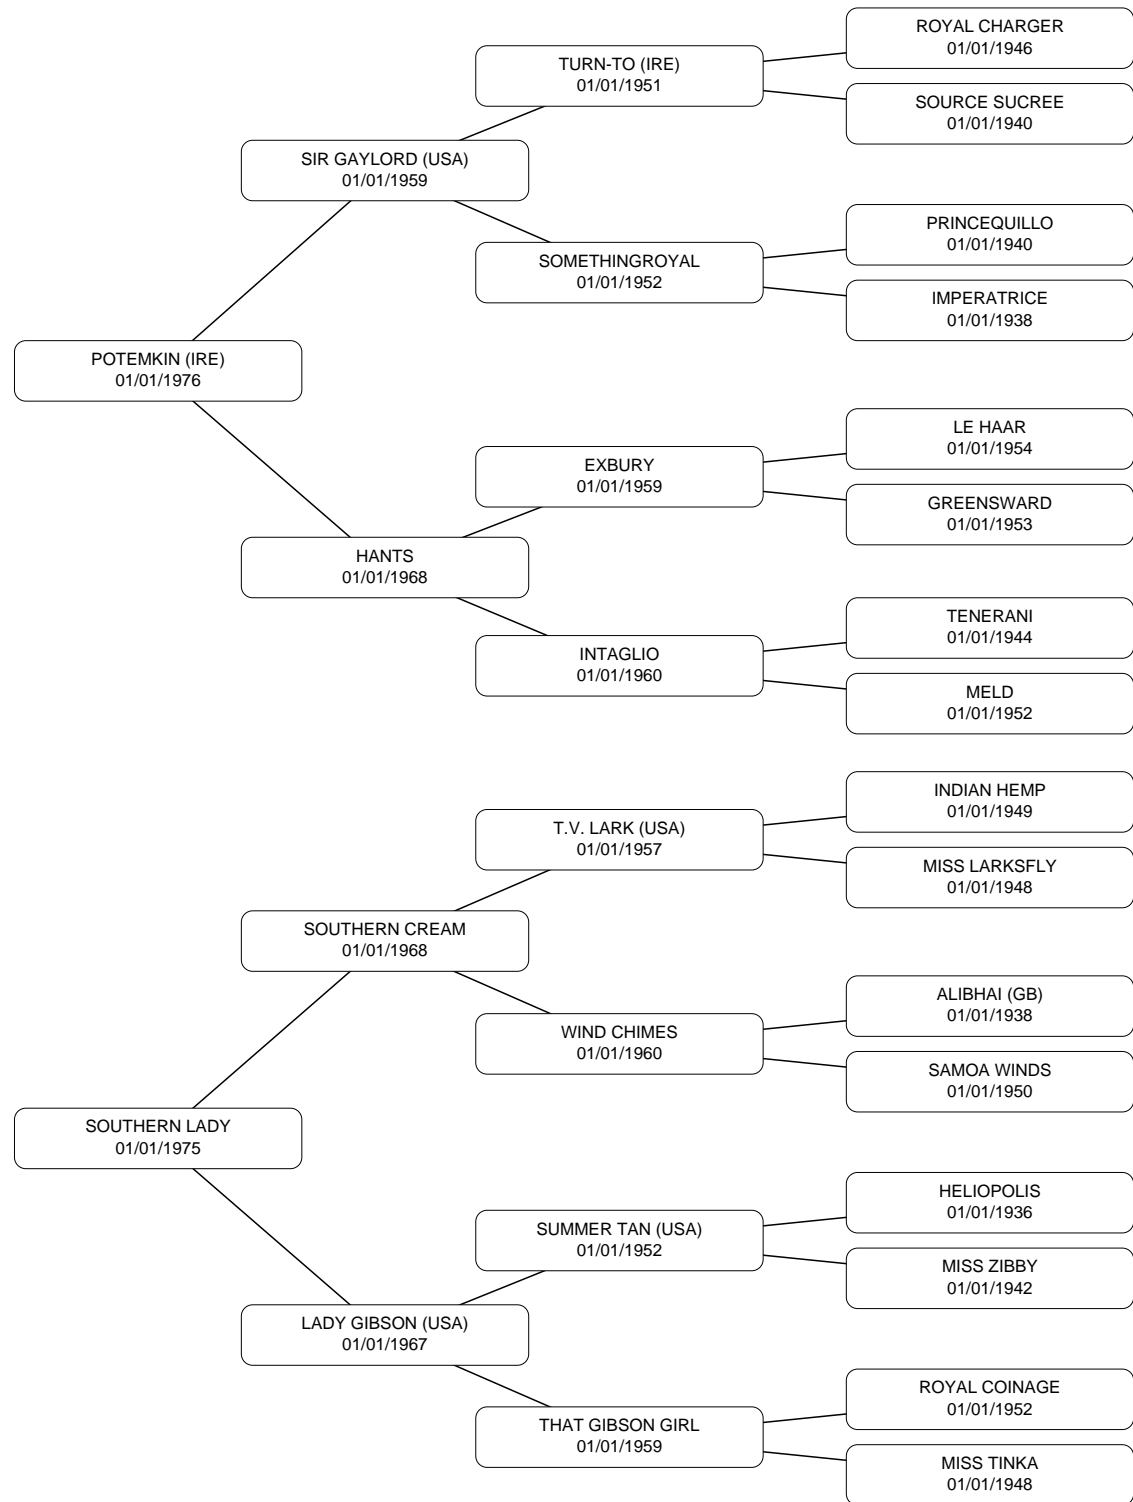 ROYAL CHARGER
01/01/1946
TURN-TO (IRE)
01/01/1951
SOURCE SUCREE
01/01/1940
SIR GAYLORD (USA)
01/01/1959
PRINCEQUILLO
01/01/1940
SOMETHINGROYAL
01/01/1952
IMPERATRICE
01/01/1938
POTEMKIN (IRE)
01/01/1976
LE HAAR
01/01/1954
EXBURY
01/01/1959
GREENSWARD
01/01/1953
HANTS
01/01/1968
TENERANI
01/01/1944
INTAGLIO
01/01/1960
MELD
01/01/1952
INDIAN HEMP
01/01/1949
T.V. LARK (USA)
01/01/1957
MISS LARKSFLY
01/01/1948
SOUTHERN CREAM
01/01/1968
ALIBHAI (GB)
01/01/1938
WIND CHIMES
01/01/1960
SAMOA WINDS
01/01/1950
SOUTHERN LADY
01/01/1975
HELIOPOLIS
01/01/1936
SUMMER TAN (USA)
01/01/1952
MISS ZIBBY
01/01/1942
LADY GIBSON (USA)
01/01/1967
ROYAL COINAGE
01/01/1952
THAT GIBSON GIRL
01/01/1959
MISS TINKA
01/01/1948